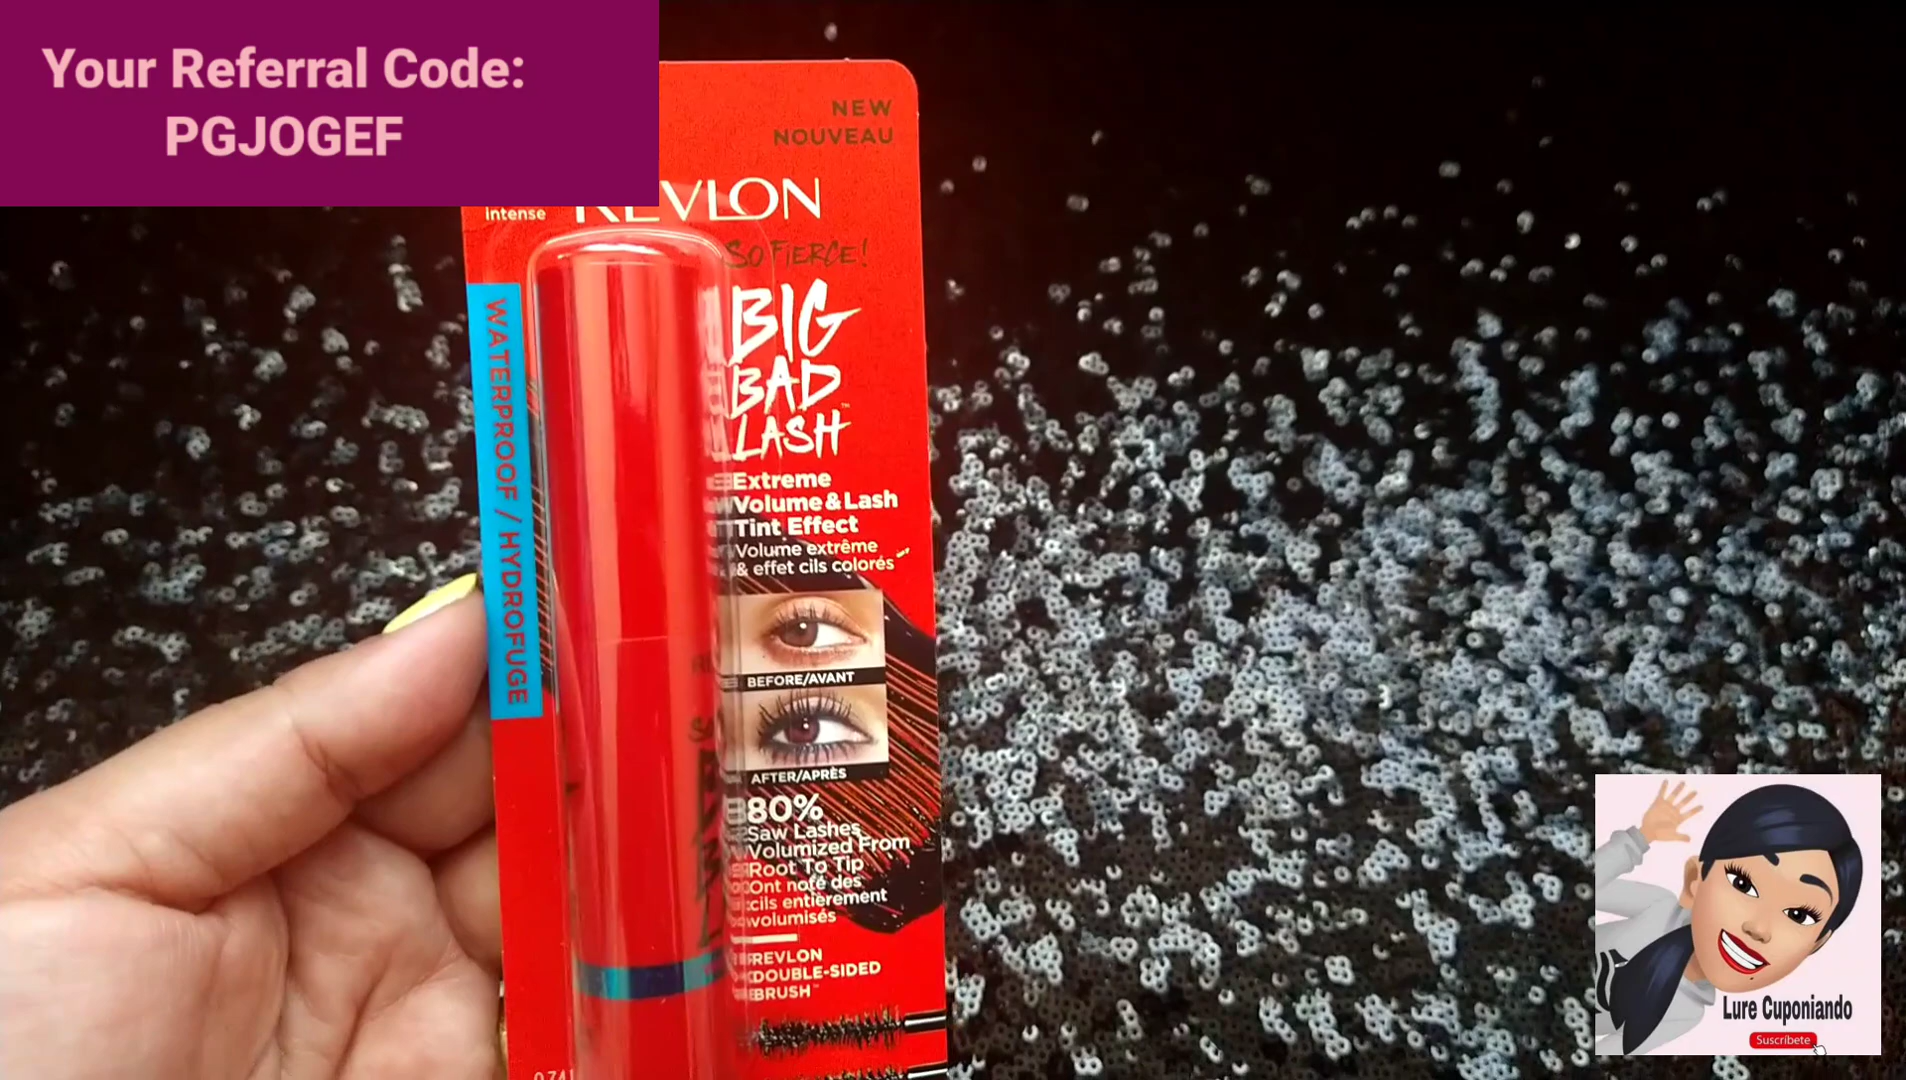 Your Referral Code:
PGJOGEF
NEW
NOUVEAU
intense
REVLON
SO FIERCE!
BIG
BAD
LASH™
Extreme
Volume & Lash
Tint Effect
Volume extrême
& effet cils colorés
WATERPROOF / HYDROFUGE
BEFORE/AVANT
AFTER/APRÈS
80%
Saw Lashes
Volumized From
Root To Tip
Ont noté des
cils entièrement
volumisés
REVLON
DOUBLE-SIDED
BRUSH™
Lure Cuponiando
Suscríbete